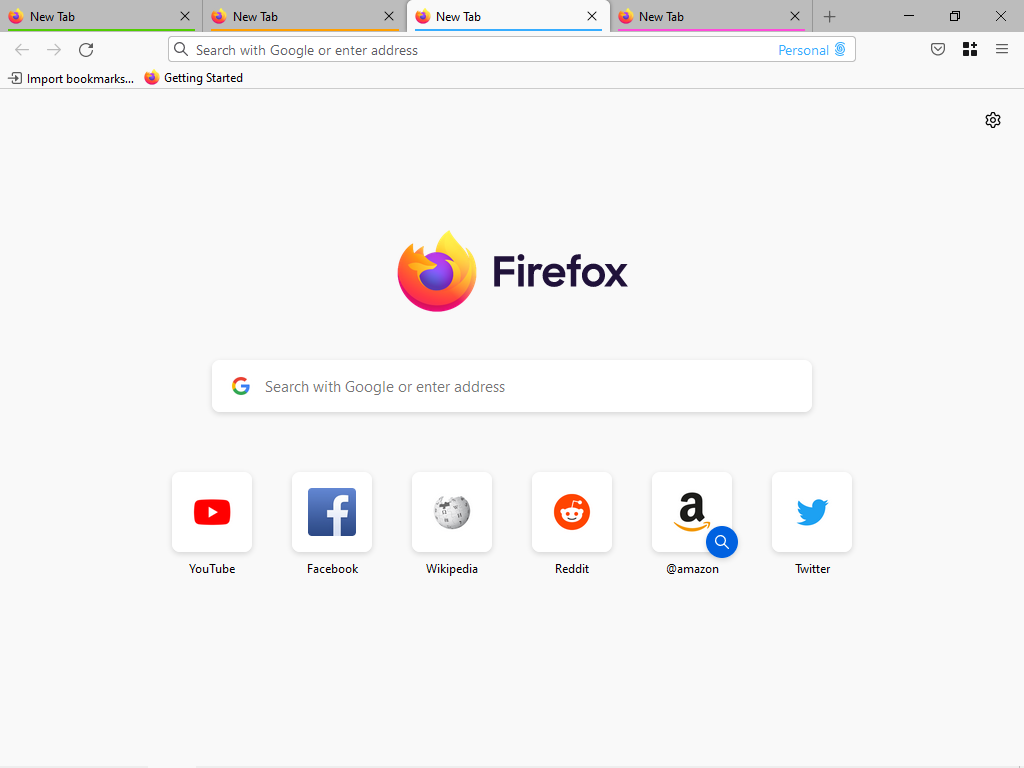 New Tab
New Tab
New Tab
New Tab
Search with Google or enter address
Personal
Import bookmarks...
Getting Started
Firefox
Search with Google or enter address
YouTube
Facebook
Wikipedia
Reddit
@amazon
Twitter